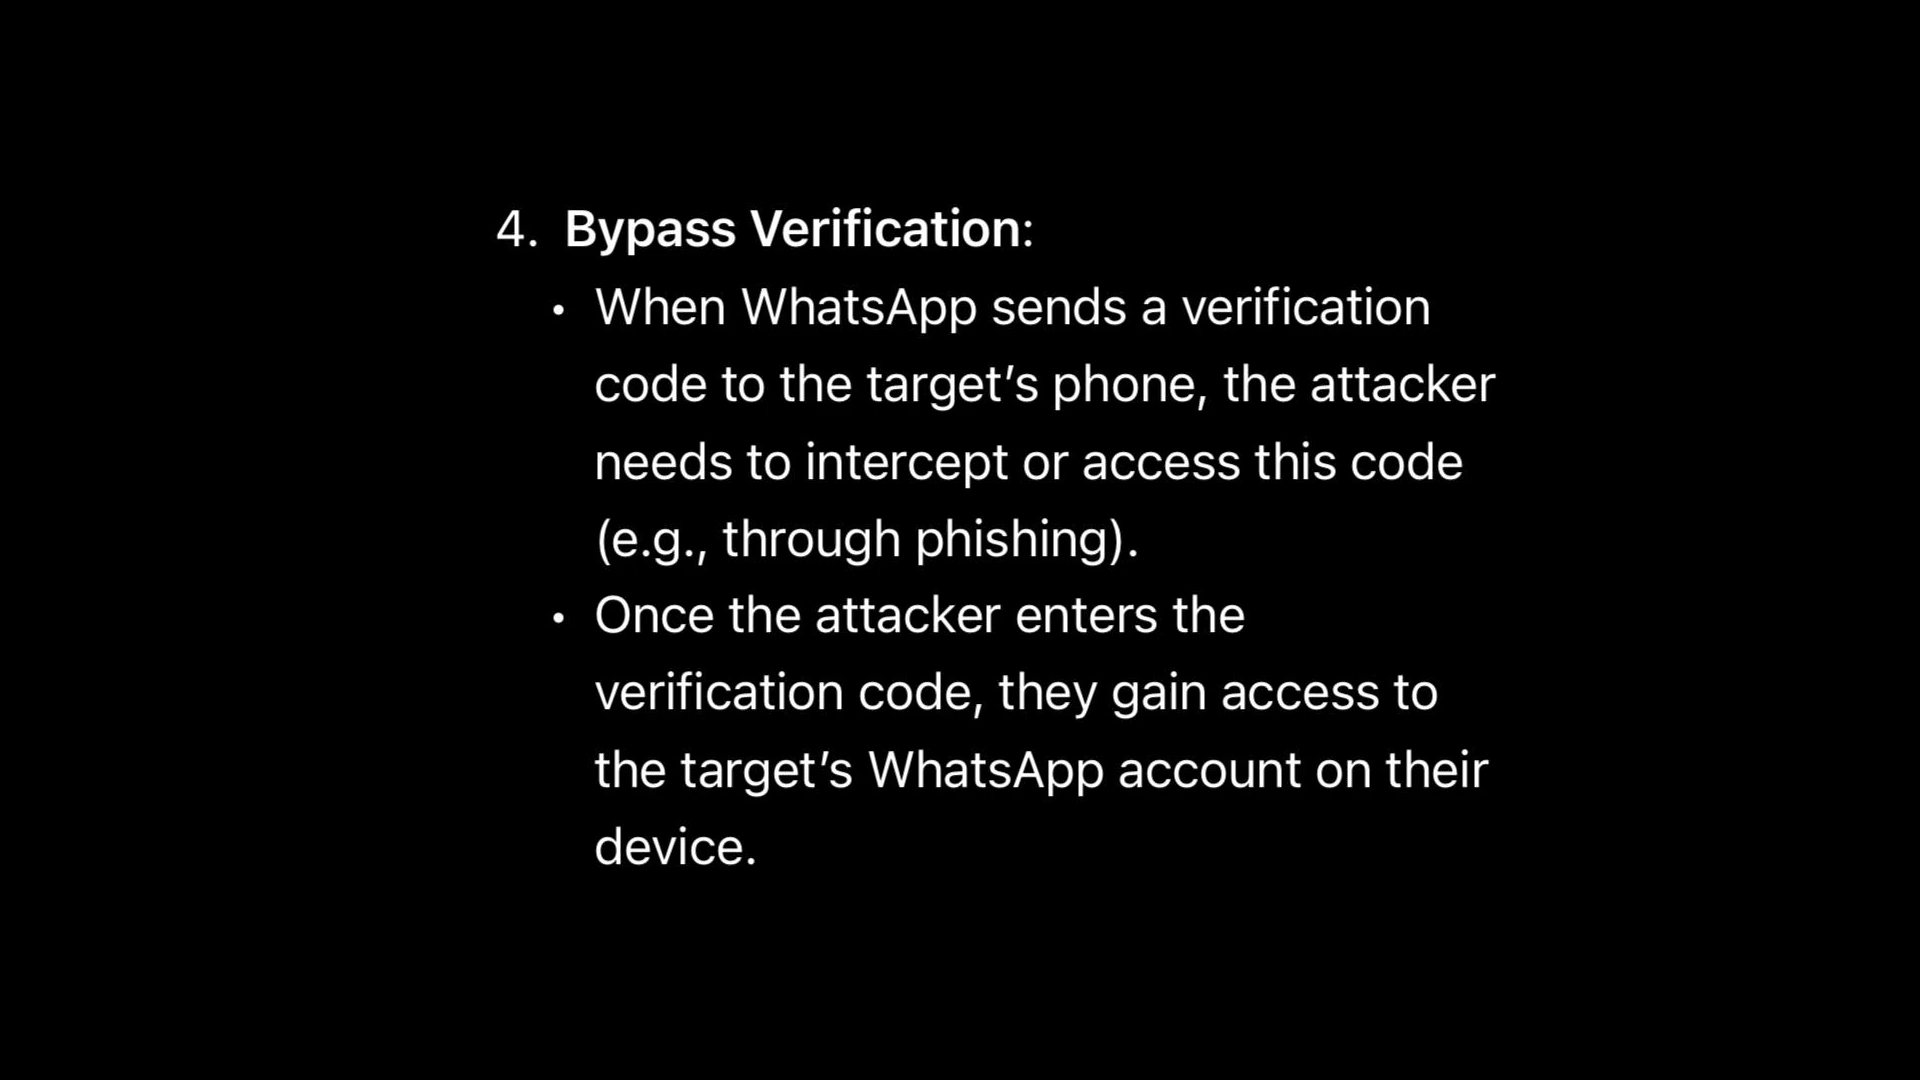 4. Bypass Verification:
• When WhatsApp sends a verification
code to the target’s phone, the attacker
needs to intercept or access this code
(e.g., through phishing).
• Once the attacker enters the
verification code, they gain access to
the target’s WhatsApp account on their
device.